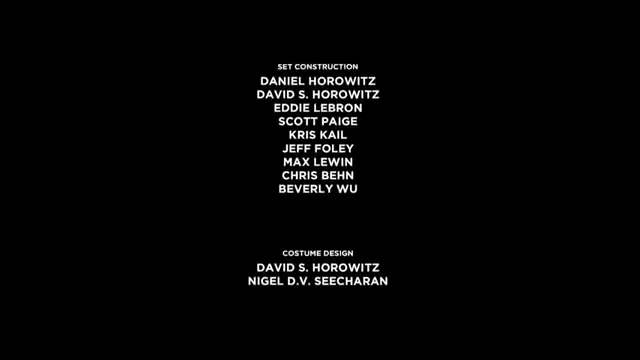 SET CONSTRUCTION
DANIEL HOROWITZ
DAVID S. HOROWITZ
EDDIE LEBRON
SCOTT PAIGE
KRIS KAIL
JEFF FOLEY
MAX LEWIN
CHRIS BEHN
BEVERLY WU
COSTUME DESIGN
DAVID S. HOROWITZ
NIGEL D.V. SEECHARAN